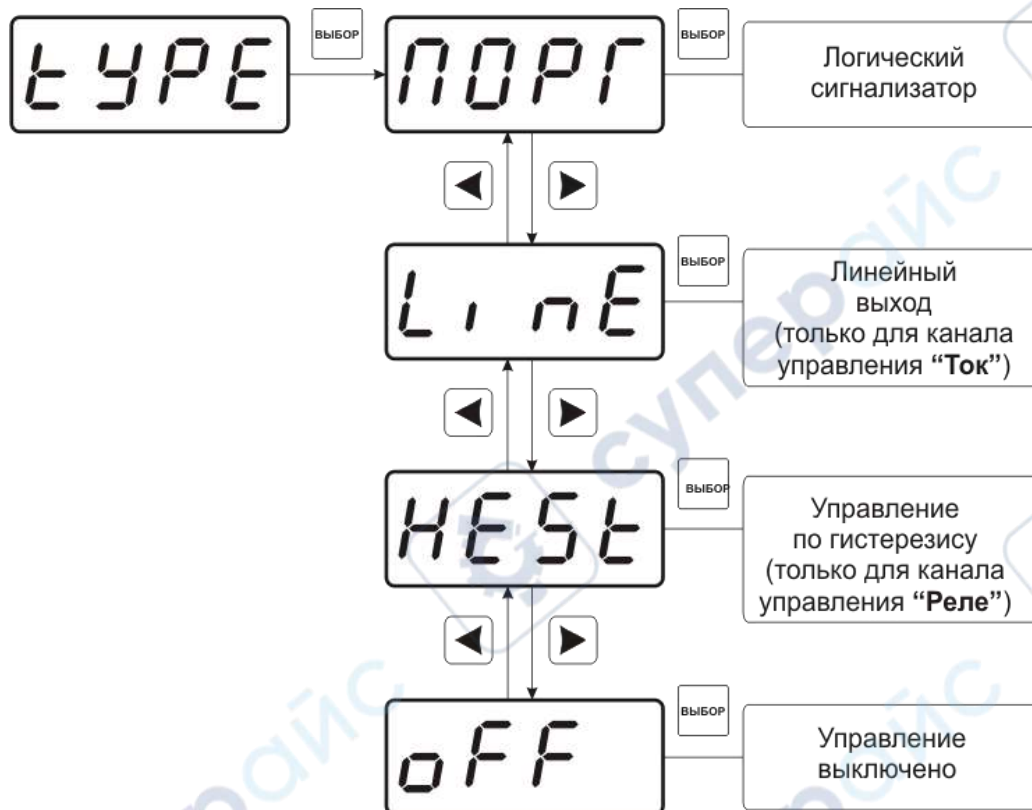 tYPE
ВЫБОР
ПОРГ
ВЫБОР
Логический
сигнализатор
LinE
ВЫБОР
Линейный
выход
(только для канала
управления “Ток”)
HESt
ВЫБОР
Управление
по гистерезису
(только для канала
управления “Реле”)
oFF
ВЫБОР
Управление
выключено
суперайс